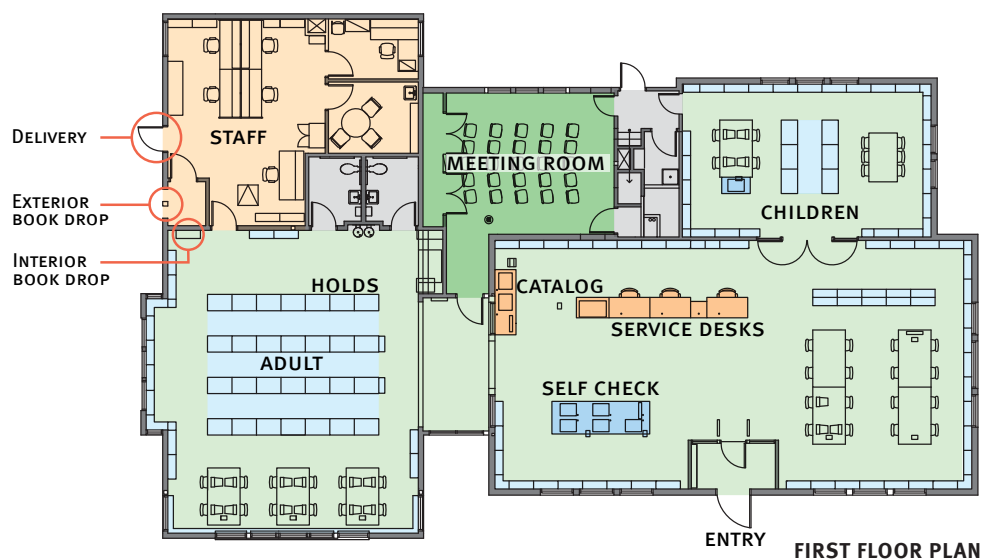 DELIVERY
EXTERIOR
BOOK DROP
INTERIOR
BOOK DROP
STAFF
MEETING ROOM
CHILDREN
HOLDS
CATALOG
SERVICE DESKS
ADULT
SELF CHECK
ENTRY
FIRST FLOOR PLAN